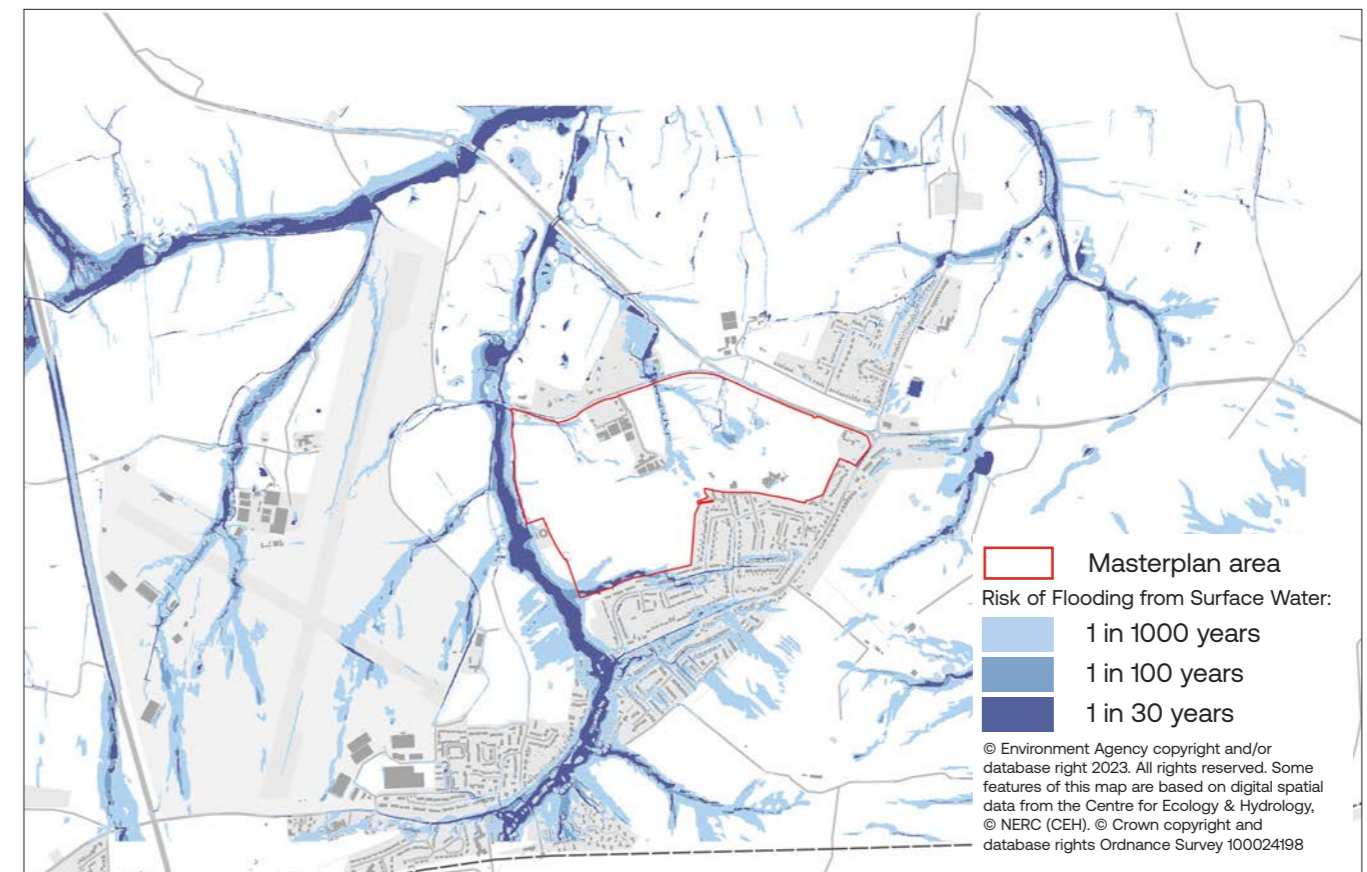 Masterplan area
Risk of Flooding from Surface Water:
1 in 1000 years
1 in 100 years
1 in 30 years
© Environment Agency copyright and/or
database right 2023. All rights reserved. Some
features of this map are based on digital spatial
data from the Centre for Ecology & Hydrology,
© NERC (CEH). © Crown copyright and
database rights Ordnance Survey 100024198